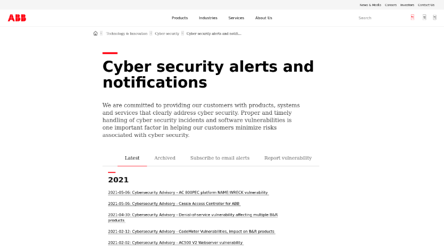 News & Media Careers Investors Contact us
ABB
Products Industries Services About Us
Search
Technology & Innovation Cyber security Cyber security alerts and notifi...
Cyber security alerts and
notifications
We are committed to providing our customers with products, systems
and services that clearly address cyber security. Proper and timely
handling of cyber security incidents and software vulnerabilities is
one important factor in helping our customers minimize risks
associated with cyber security.
Latest Archived Subscribe to email alerts Report vulnerability
2021
2021-05-06: Cybersecurity Advisory - AC 800PEC platform NAME:WRECK vulnerability
2021-05-06: Cybersecurity Advisory - Cassia Access Controller for ABB
2021-04-30: Cybersecurity Advisory - Denial-of-service vulnerability affecting multiple B&R
products
2021-02-12: Cybersecurity Advisory - CodeMeter Vulnerabilities, Impact on B&R products
2021-02-02: Cybersecurity Advisory - AC500 V2 Webserver vulnerability